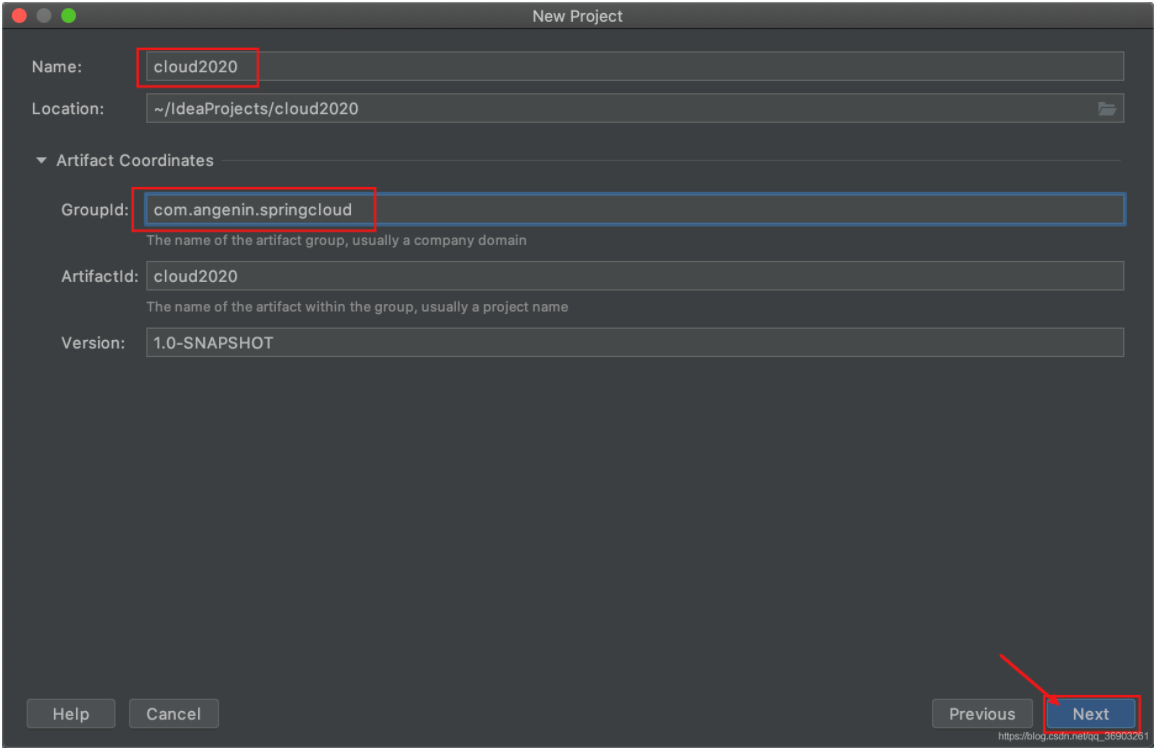 New Project
Name: cloud2020
Location: ~/IdeaProjects/cloud2020
Artifact Coordinates
GroupId: com.angenin.springcloud
The name of the artifact group, usually a company domain
ArtifactId: cloud2020
The name of the artifact within the group, usually a project name
Version: 1.0-SNAPSHOT
Help Cancel Previous Next
https://blog.csdn.net/qq_36903261